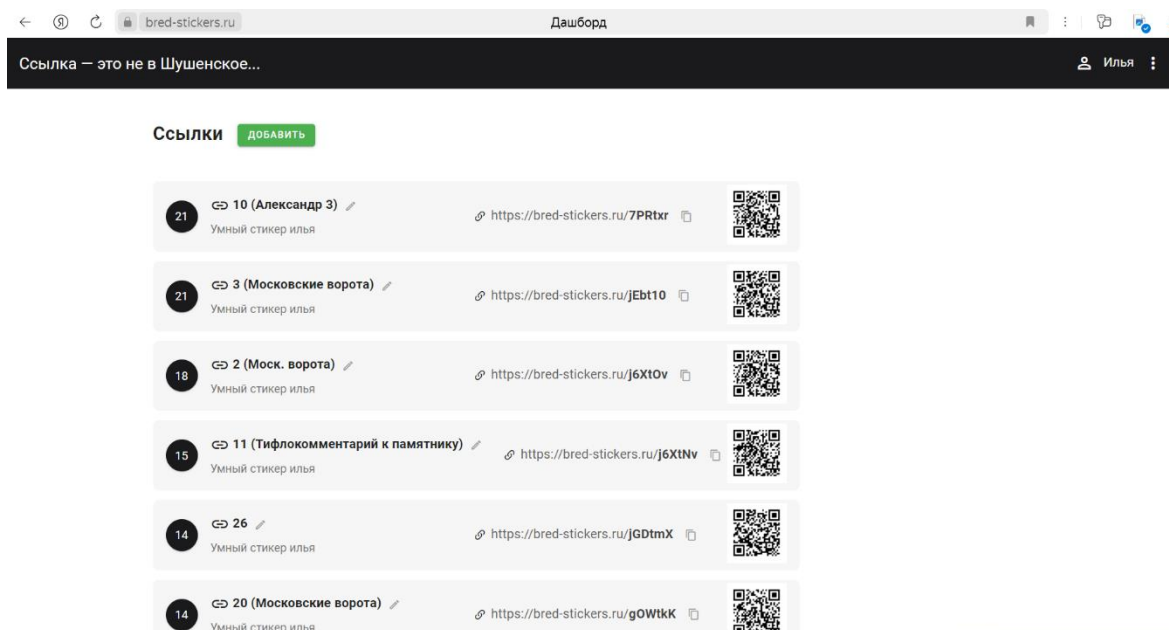 bred-stickers.ru
Дашборд
Ссылка — это не в Шушенское...
Илья
Ссылки
ДОБАВИТЬ
21
10 (Александр 3)
https://bred-stickers.ru/7PRtxr
Умный стикер илья
21
3 (Московские ворота)
https://bred-stickers.ru/jEbt10
Умный стикер илья
18
2 (Моск. ворота)
https://bred-stickers.ru/j6XtOv
Умный стикер илья
15
11 (Тифлокомментарий к памятнику)
https://bred-stickers.ru/j6XtNv
Умный стикер илья
14
26
https://bred-stickers.ru/jGDtmX
Умный стикер илья
14
20 (Московские ворота)
https://bred-stickers.ru/gOWtkK
Умный стикер илья